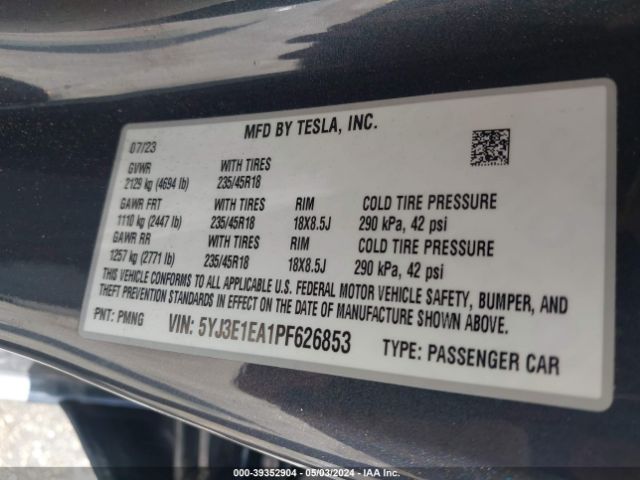 MFD BY TESLA, INC.
07/23
GVWR WITH TIRES
2129 kg (4694 lb) 235/45R18
GAWR FRT WITH TIRES RIM COLD TIRE PRESSURE
1110 kg (2447 lb) 235/45R18 18X8.5J 290 kPa, 42 psi
GAWR RR WITH TIRES RIM COLD TIRE PRESSURE
1257 kg (2771 lb) 235/45R18 18X8.5J 290 kPa, 42 psi
THIS VEHICLE CONFORMS TO ALL APPLICABLE U.S. FEDERAL MOTOR VEHICLE SAFETY, BUMPER, AND
THEFT PREVENTION STANDARDS IN EFFECT ON THE DATE OF MANUFACTURE SHOWN ABOVE.
PNT: PMNG VIN: 5YJ3E1EA1PF626853 TYPE: PASSENGER CAR
000-39352904 - 05/03/2024 - IAA Inc.